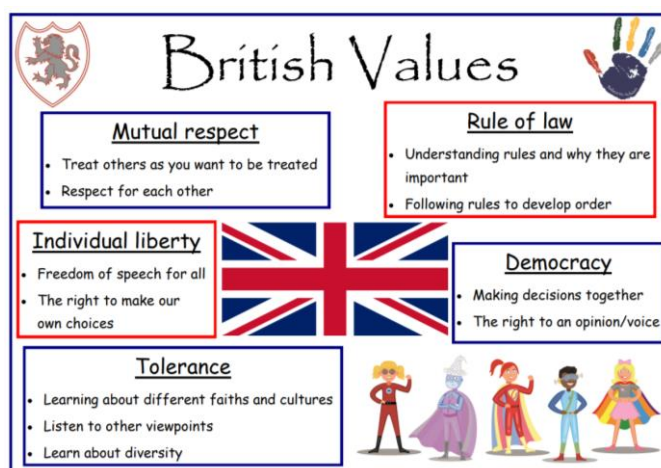 British Values
Mutual respect
• Treat others as you want to be treated
• Respect for each other
Rule of law
• Understanding rules and why they are
important
• Following rules to develop order
Individual liberty
• Freedom of speech for all
• The right to make our
own choices
Democracy
• Making decisions together
• The right to an opinion/voice
Tolerance
• Learning about different faiths and cultures
• Listen to other viewpoints
• Learn about diversity